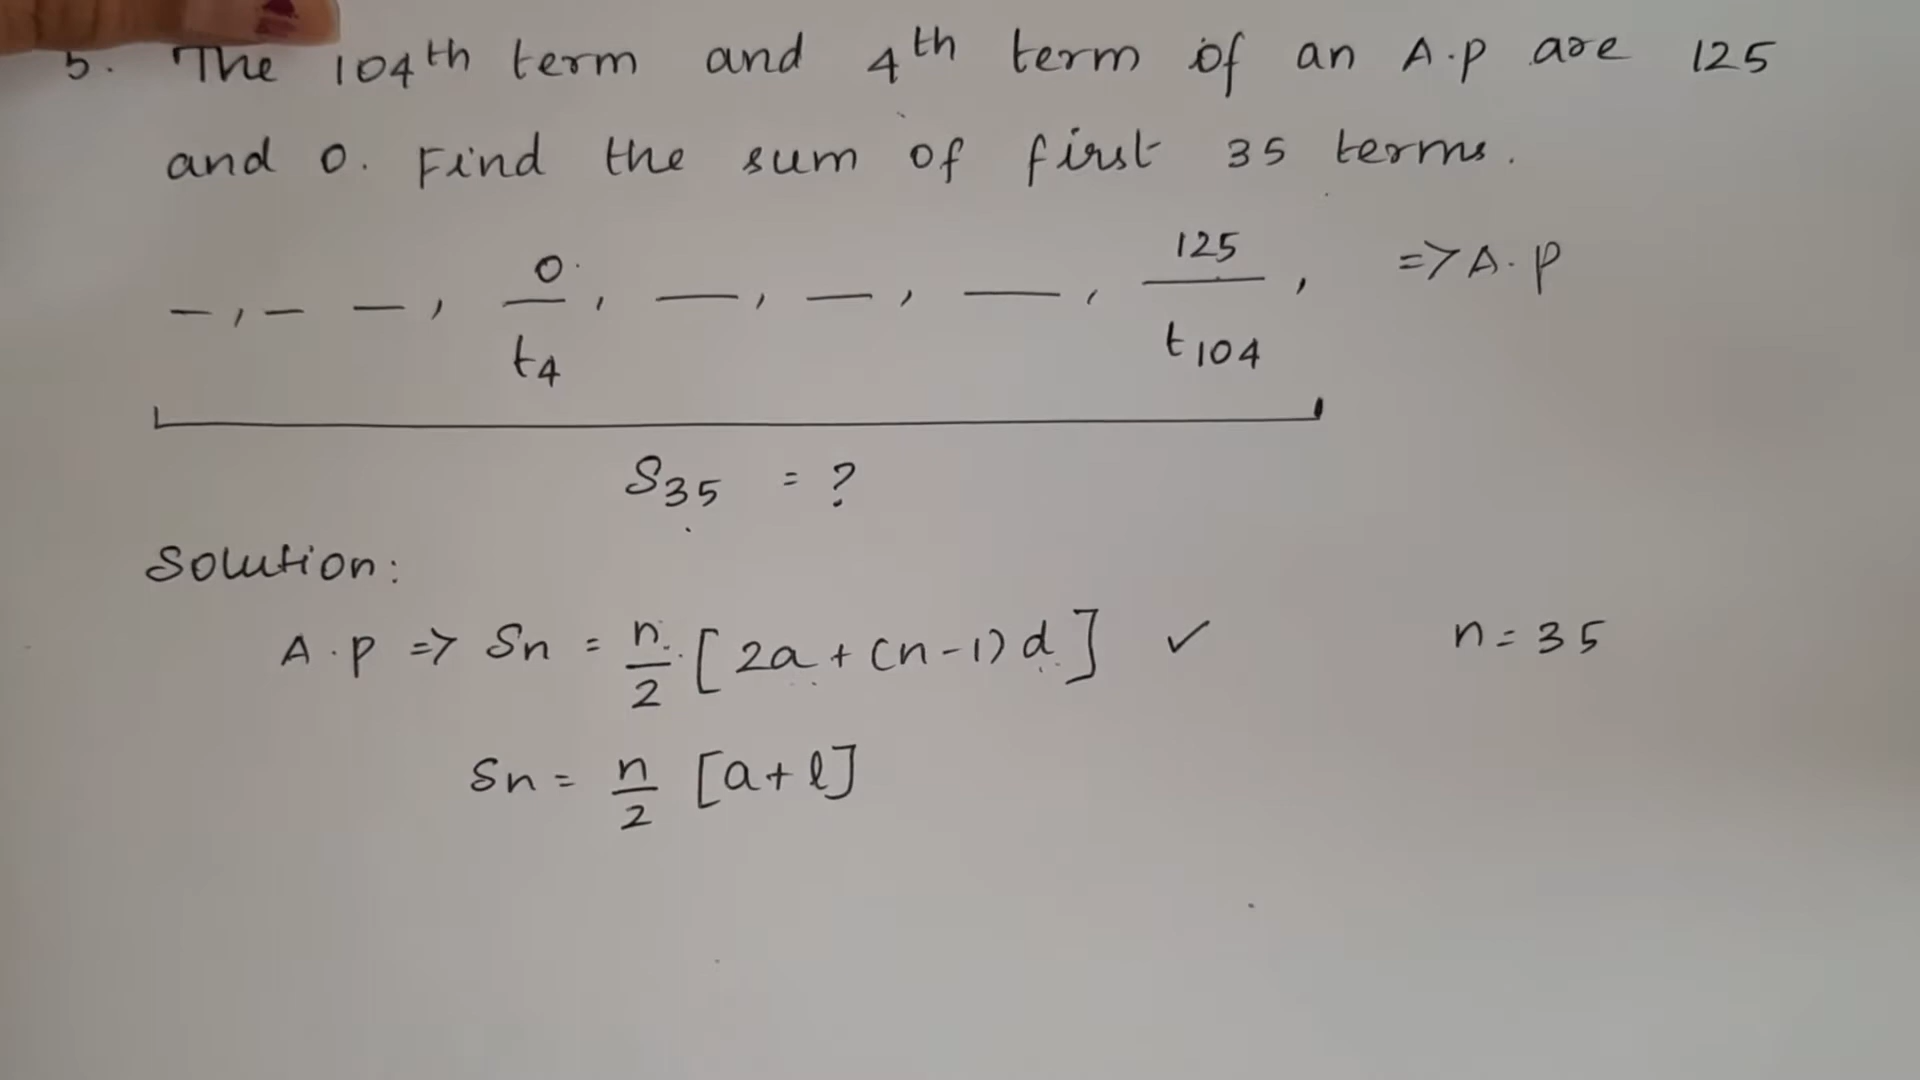 5. The 104th term and 4th term of an A.p are 125
and 0. Find the sum of first 35 terms.
_, _ _, 0/t4, _, _, _, 125/t104, => A.p
S35 = ?
Solution:
A.p => Sn = n/2 [2a + (n-1)d] ✓ n = 35
Sn = n/2 [a+l]